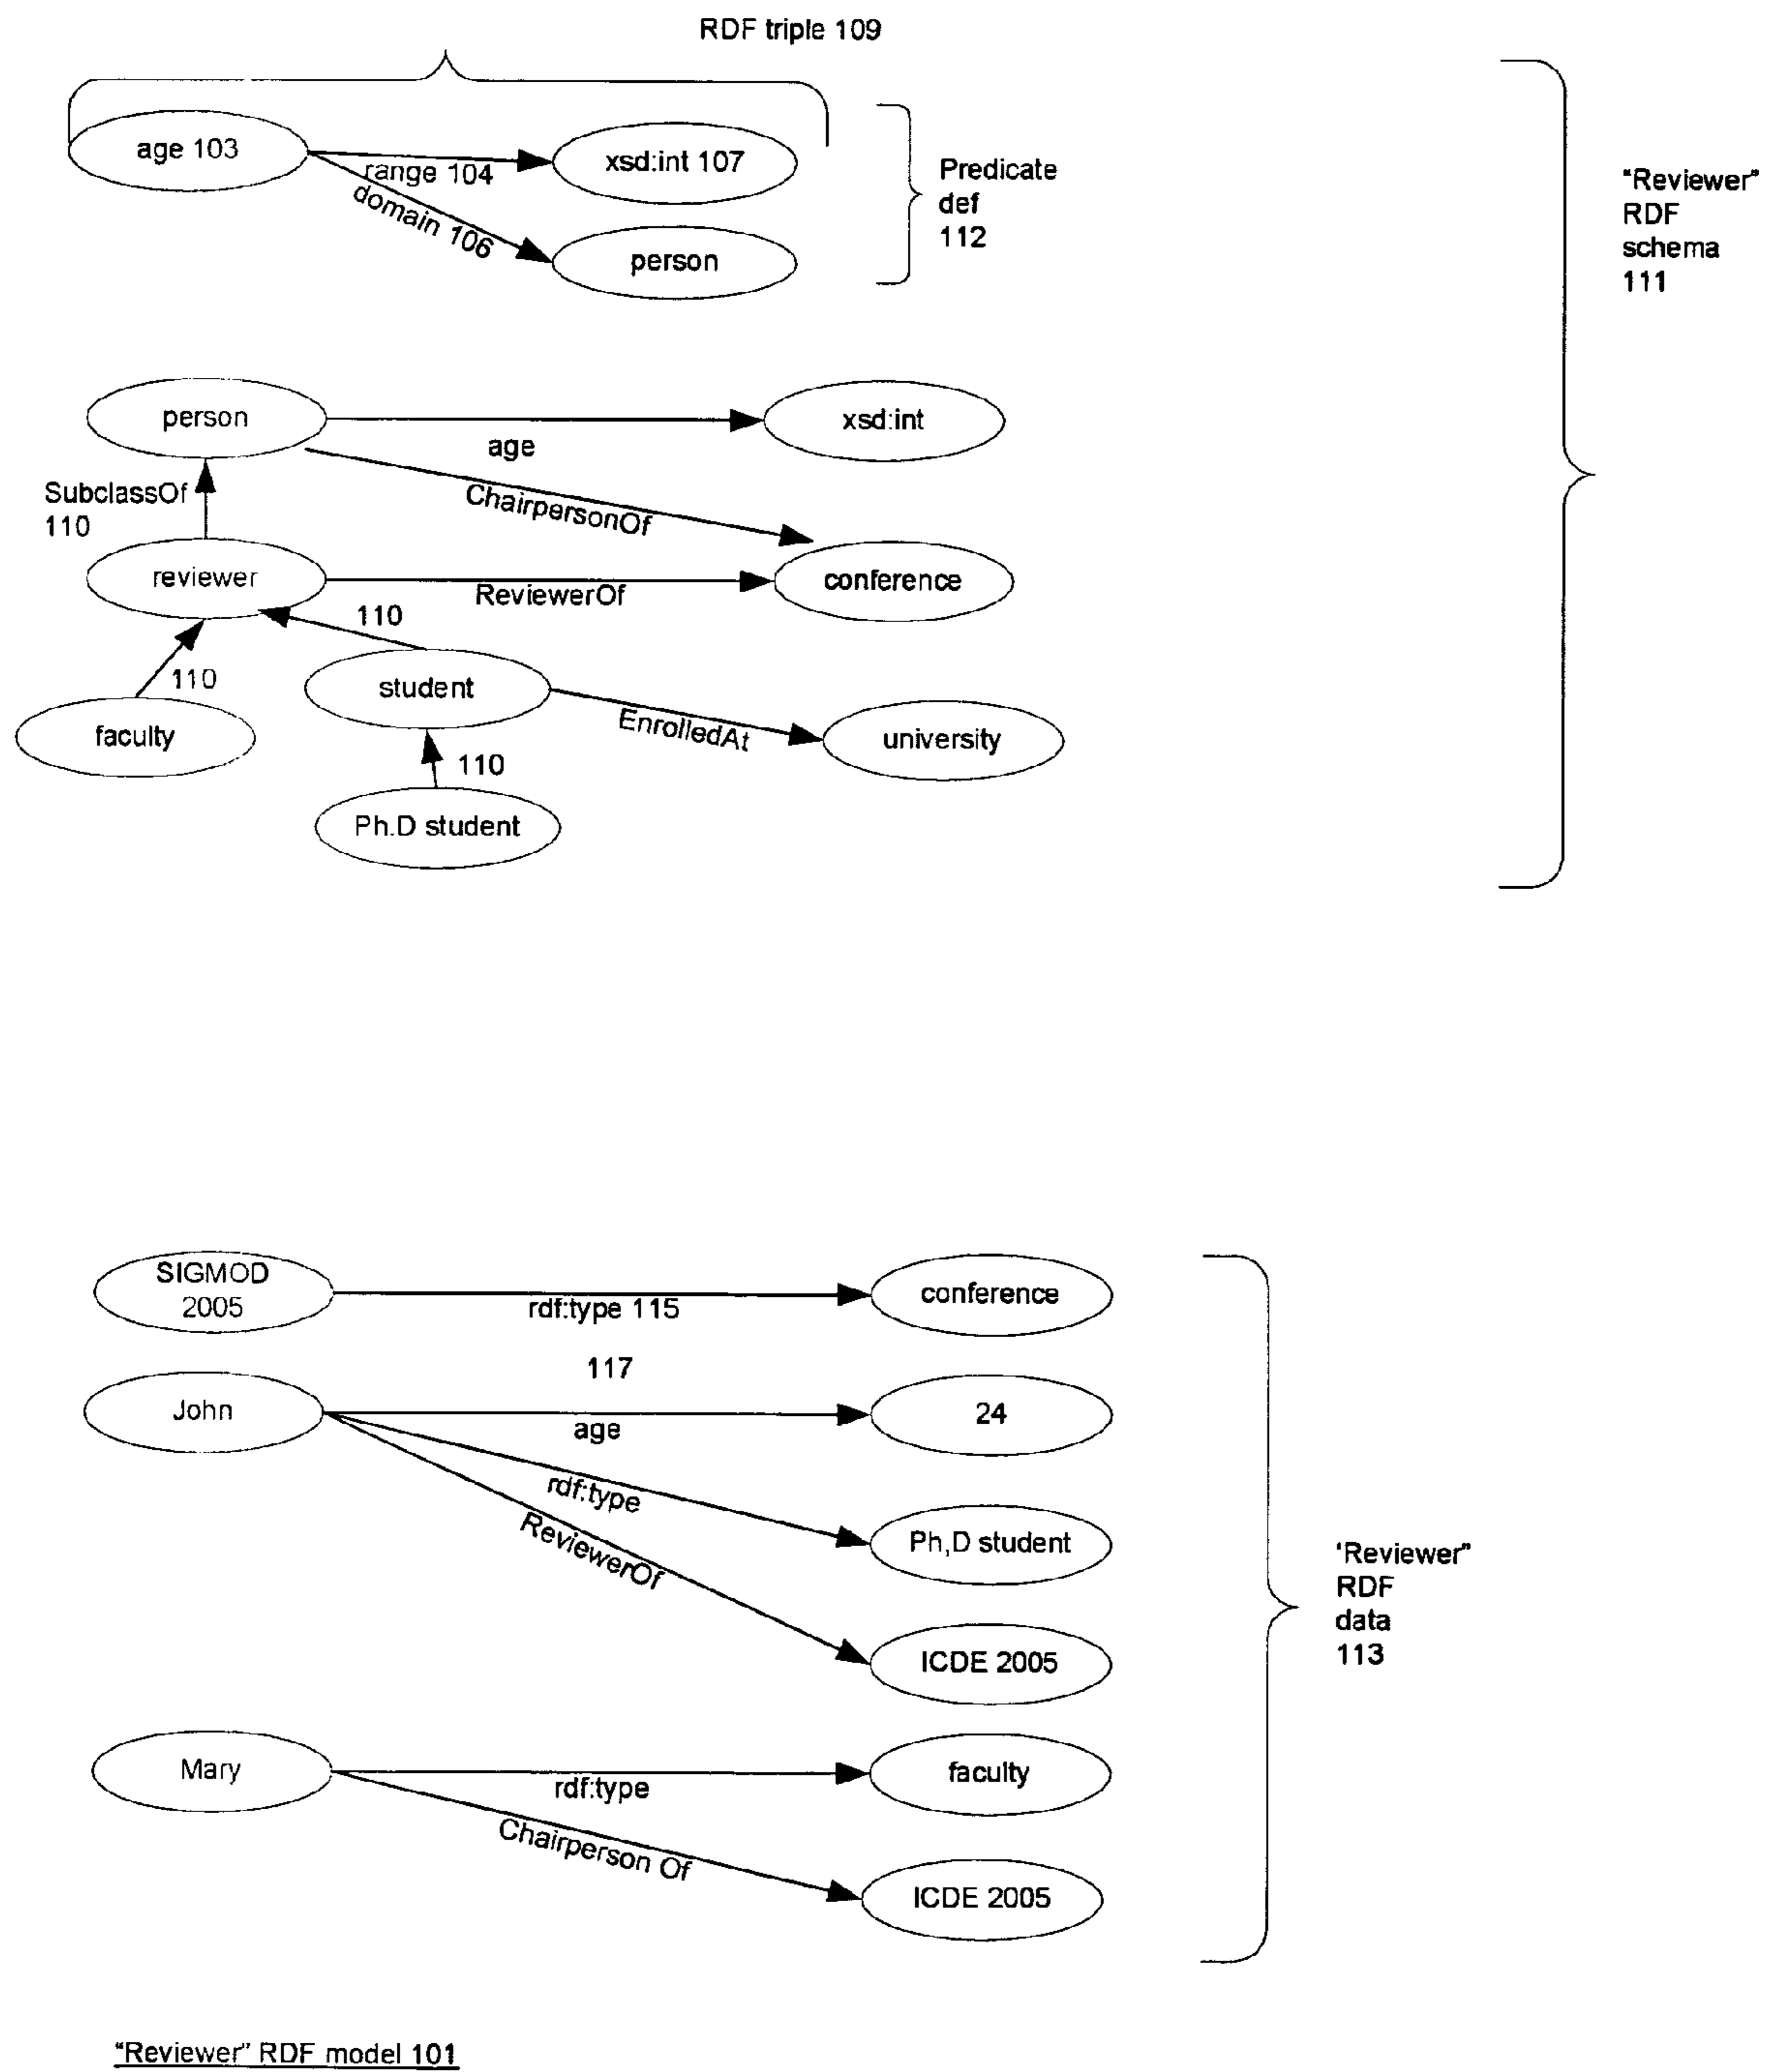 RDF triple 109
age 103
range 104
domain 106
xsd:int 107
person
Predicate
def
112
"Reviewer"
RDF
schema
111
person
age
xsd:int
ChairpersonOf
SubclassOf
110
reviewer
ReviewerOf
conference
110
110
student
faculty
EnrolledAt
university
110
Ph.D student
SIGMOD
2005
rdf:type 115
conference
117
John
age
24
rdf:type
Ph,D student
ReviewerOf
ICDE 2005
'Reviewer"
RDF
data
113
Mary
rdf:type
faculty
Chairperson Of
ICDE 2005
"Reviewer" RDF model 101